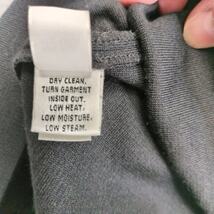 DRY CLEAN.
TURN GARMENT
INSIDE OUT.
LOW HEAT,
LOW MOISTURE,
LOW STEAM.